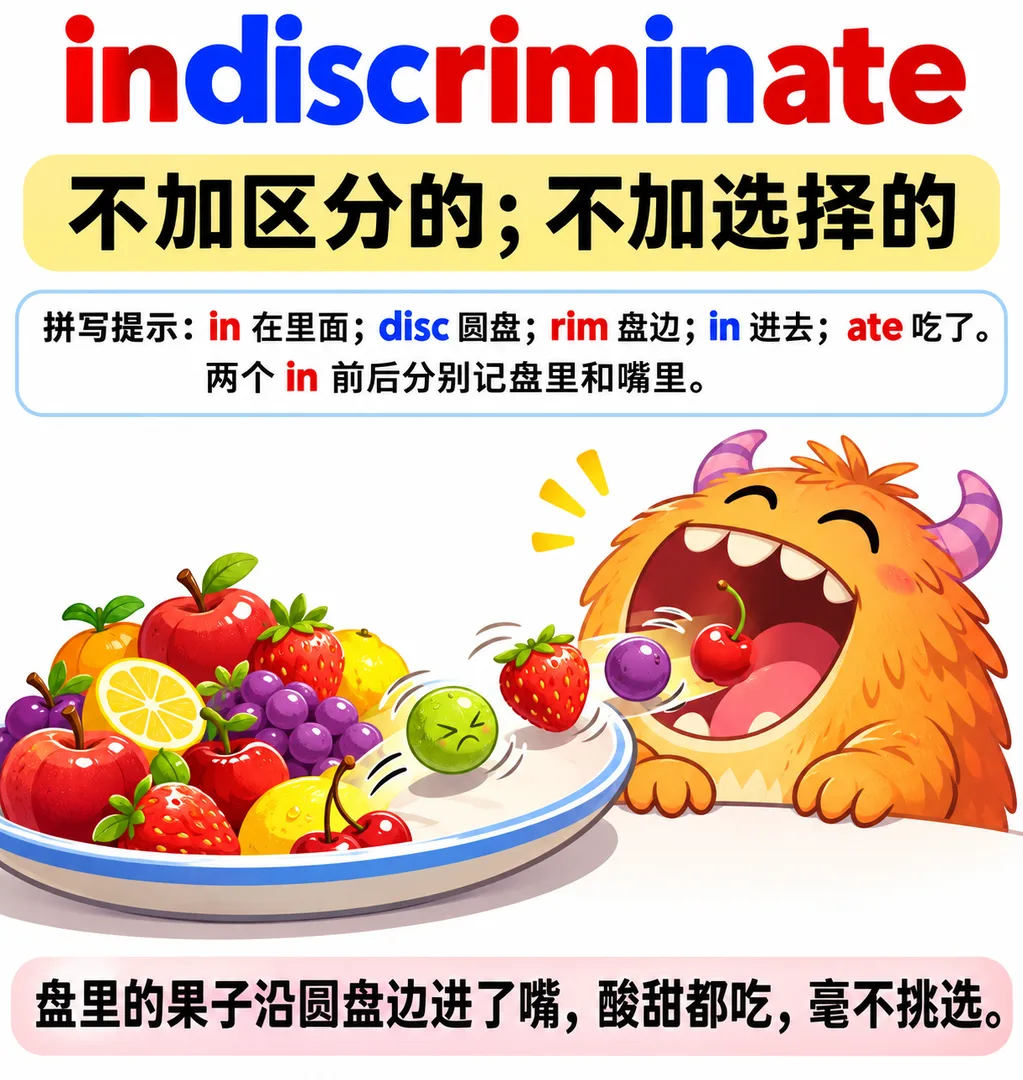 indiscriminate
不加区分的；不加选择的
拼写提示：in 在里面；disc 圆盘；rim 盘边；in 进去；ate 吃了。
两个 in 前后分别记盘里和嘴里。
盘里的果子沿圆盘边进了嘴，酸甜都吃，毫不挑选。